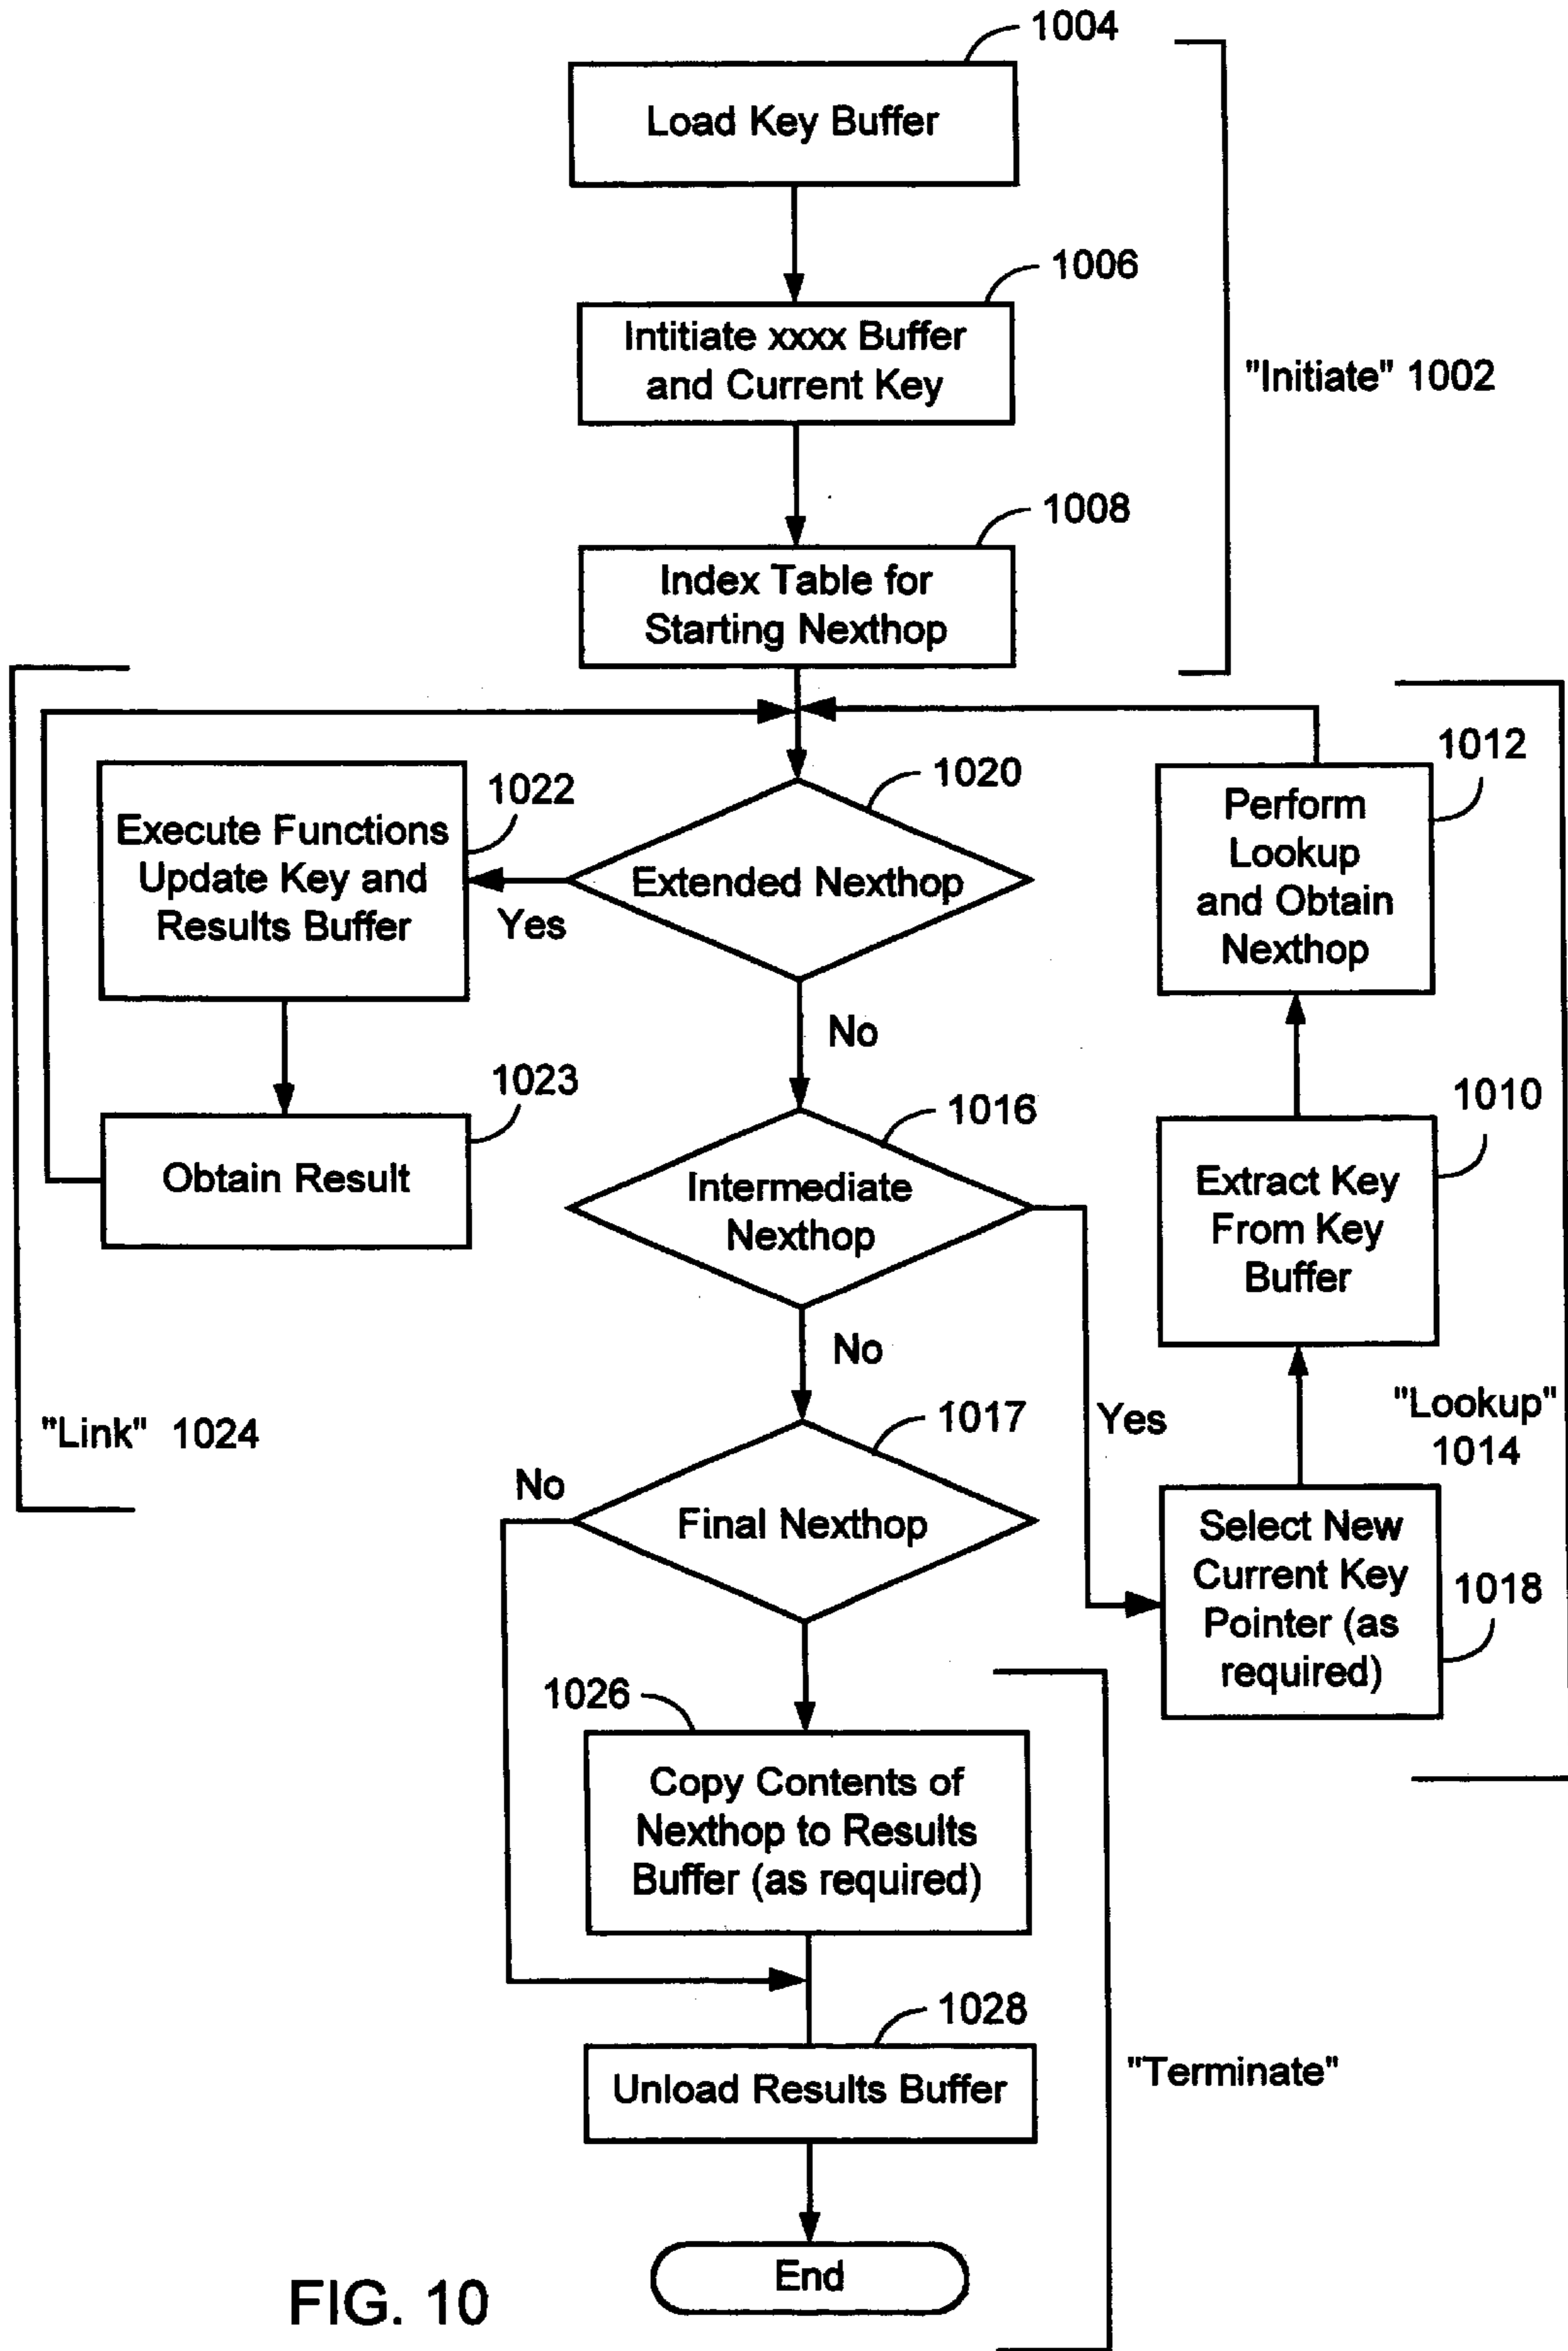 1004
Load Key Buffer
1006
Intitiate xxxx Buffer
and Current Key
"Initiate" 1002
1008
Index Table for
Starting Nexthop
1012
1020
1022
Perform
Lookup
and Obtain
Nexthop
Execute Functions
Update Key and
Results Buffer
Extended Nexthop
Yes
No
1023
1016
1010
Obtain Result
Intermediate
Nexthop
Extract Key
From Key
Buffer
No
Yes
"Lookup"
1014
"Link" 1024
1017
No
Final Nexthop
Select New
Current Key
Pointer (as
required)
1018
1026
Copy Contents of
Nexthop to Results
Buffer (as required)
1028
"Terminate"
Unload Results Buffer
End
FIG. 10